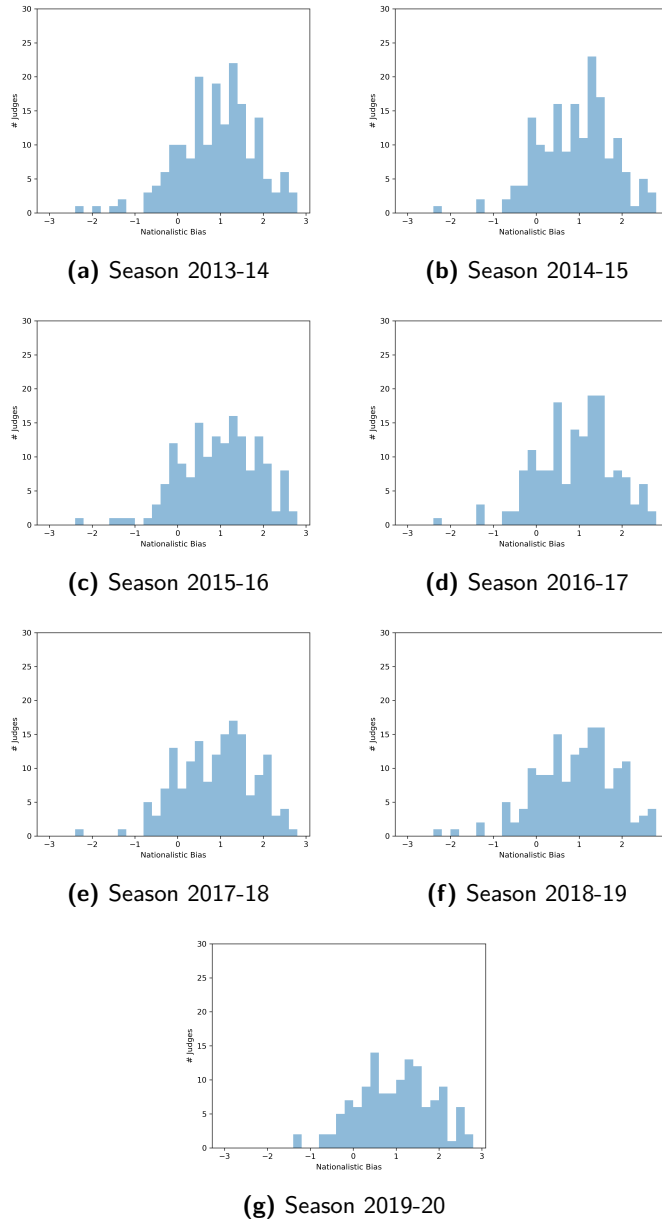 30
25
20
15
10
5
0
# Judges
−3 −2 −1 0 1 2 3
Nationalistic Bias
(a) Season 2013-14
30
25
20
15
10
5
0
# Judges
−3 −2 −1 0 1 2
Nationalistic Bias
(b) Season 2014-15
30
25
20
15
10
5
0
# Judges
−3 −2 −1 0 1 2 3
Nationalistic Bias
(c) Season 2015-16
30
25
20
15
10
5
0
# Judges
−3 −2 −1 0 1 2
Nationalistic Bias
(d) Season 2016-17
30
25
20
15
10
5
0
# Judges
−3 −2 −1 0 1 2 3
Nationalistic Bias
(e) Season 2017-18
30
25
20
15
10
5
0
# Judges
−3 −2 −1 0 1 2
Nationalistic Bias
(f) Season 2018-19
30
25
20
15
10
5
0
# Judges
−3 −2 −1 0 1 2 3
Nationalistic Bias
(g) Season 2019-20